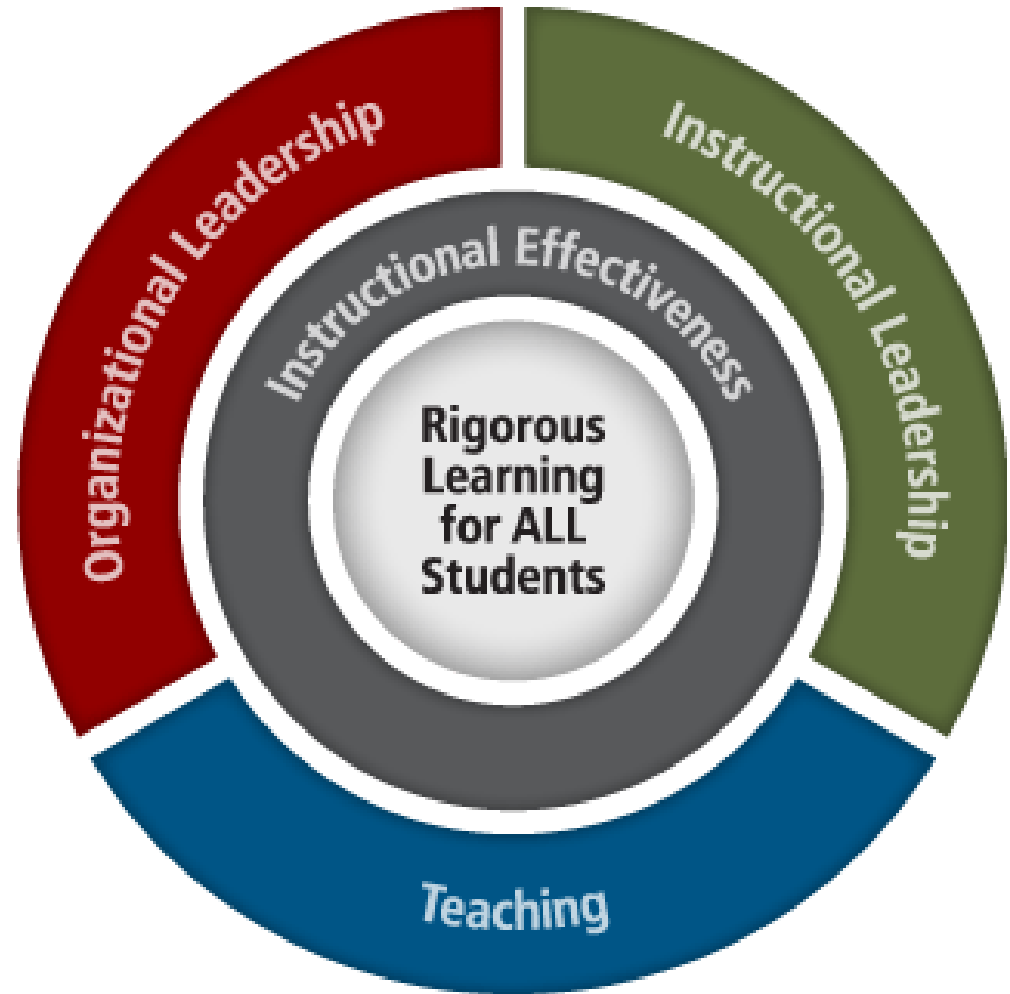 Organizational Leadership
Instructional Leadership
Instructional Effectiveness
Rigorous
Learning
for ALL
Students
Teaching